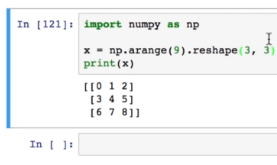 In [121]: import numpy as np
x = np.arange(9).reshape(3, 3)
print(x)
[[0 1 2]
[3 4 5]
[6 7 8]]
In [ ]: